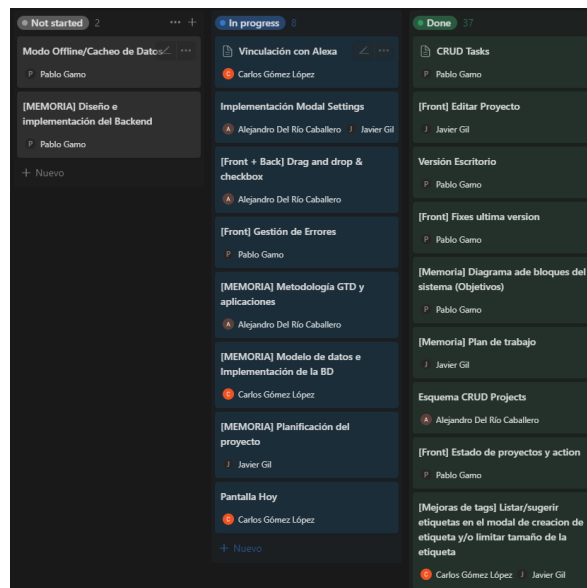 Not started 2
Modo Offline/Cacheo de Datos
P Pablo Gamo
[MEMORIA] Diseño e
implementación del Backend
P Pablo Gamo
+ Nuevo
In progress 8
Vinculación con Alexa
C Carlos Gómez López
Implementación Modal Settings
A Alejandro Del Río Caballero J Javier Gil
[Front + Back] Drag and drop &
checkbox
A Alejandro Del Río Caballero
[Front] Gestión de Errores
P Pablo Gamo
[MEMORIA] Metodología GTD y
aplicaciones
A Alejandro Del Río Caballero
[MEMORIA] Modelo de datos e
Implementación de la BD
C Carlos Gómez López
[MEMORIA] Planificación del
proyecto
J Javier Gil
Pantalla Hoy
C Carlos Gómez López
+ Nuevo
Done 37
CRUD Tasks
P Pablo Gamo
[Front] Editar Proyecto
J Javier Gil
Versión Escritorio
P Pablo Gamo
[Front] Fixes ultima version
P Pablo Gamo
[Memoria] Diagrama ade bloques del
sistema (Objetivos)
P Pablo Gamo
[Memoria] Plan de trabajo
J Javier Gil
Esquema CRUD Projects
A Alejandro Del Río Caballero
[Front] Estado de proyectos y action
P Pablo Gamo
[Mejoras de tags] Listar/sugerir
etiquetas en el modal de creacion de
etiqueta y/o limitar tamaño de la
etiqueta
C Carlos Gómez López J Javier Gil